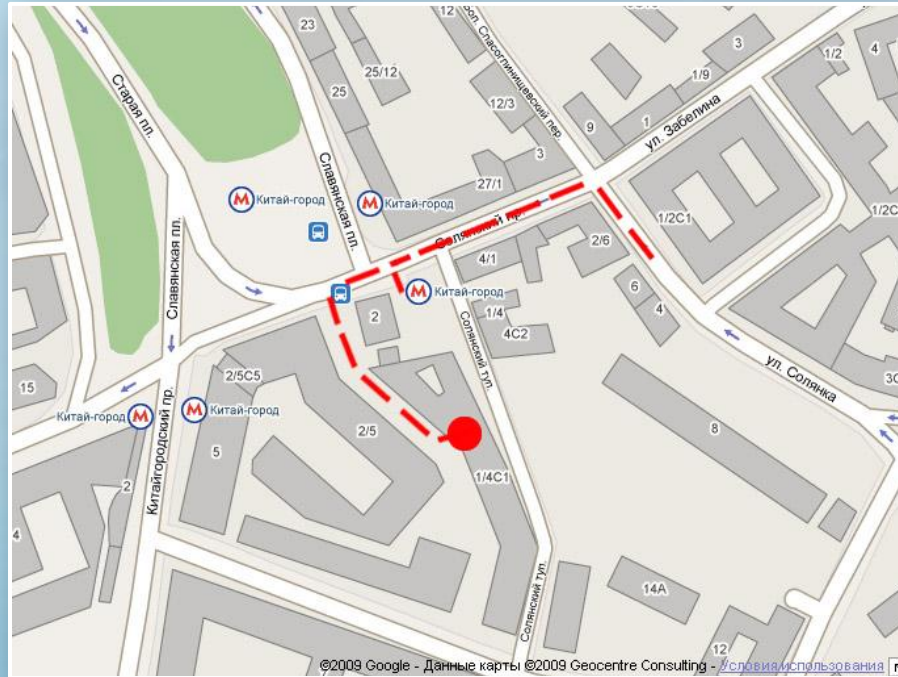 12
23
3
1/2
4
25/12
1/9
Бол. Спасоглинищевский пер.
25
12/3
9
1
ул. Забелина
Старая пл.
Славянская пл.
3
27/1
Китай-город
Китай-город
1/2С1
1/2С
Солянский пр.
2/6
4/1
Славянская пл.
Китай-город
6
4
2
1/4
4С2
Солянский туп.
ул. Солянка
15
2/5С5
3С
Китай-город
Китай-город
2/5
8
5
Китайгородский пр.
2
1/4С1
4
Солянский туп.
14А
12
©2009 Google - Данные карты ©2009 Geocentre Consulting - Условия использования